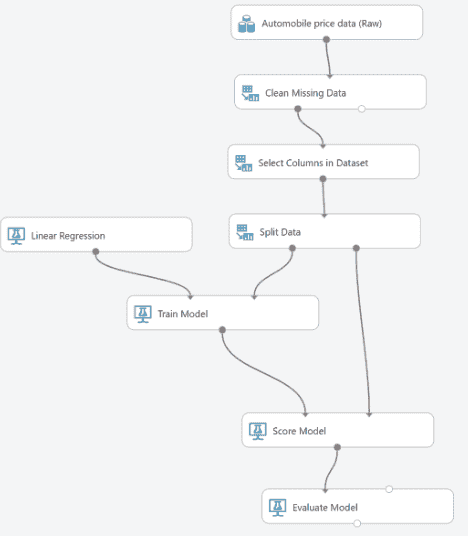 Automobile price data (Raw)
Clean Missing Data
Select Columns in Dataset
Split Data
Linear Regression
Train Model
Score Model
Evaluate Model